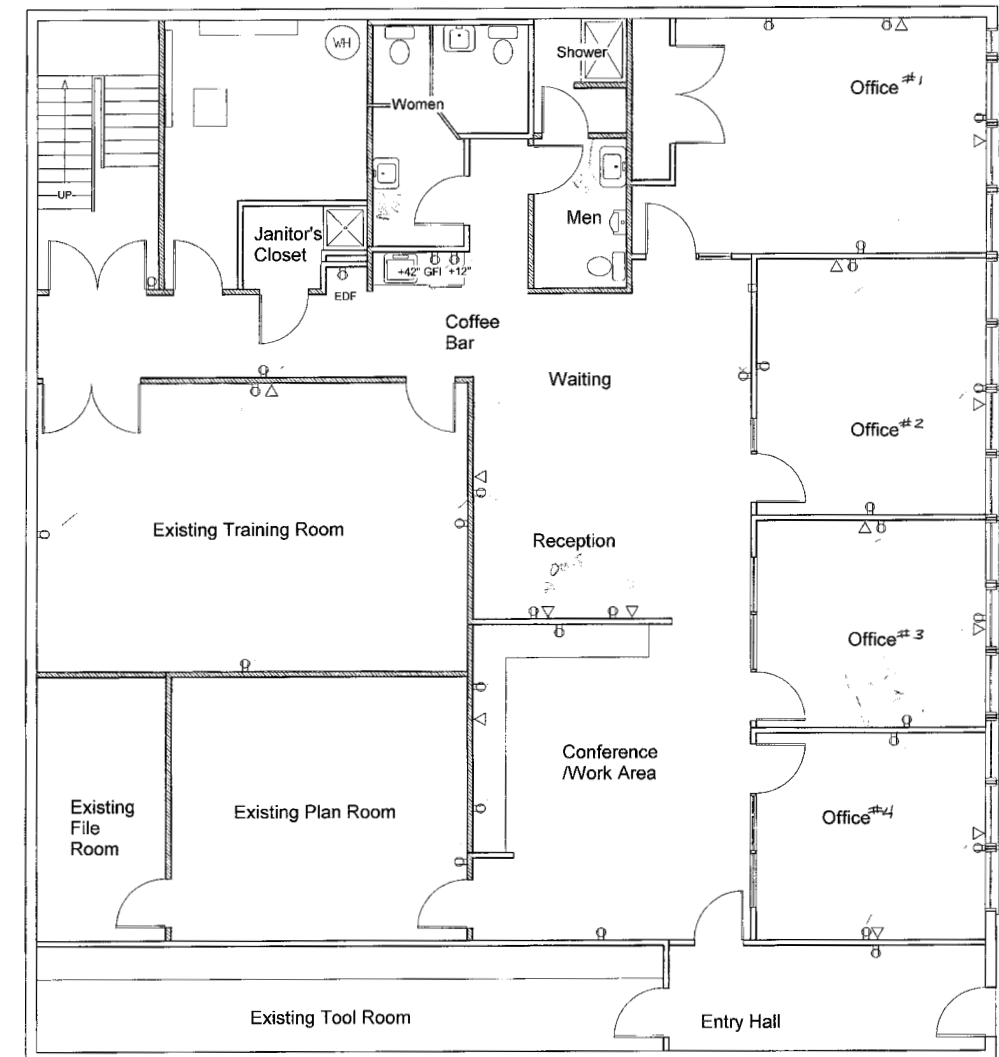 WH
Shower
Office #1
Women
UP
Men
Janitor's
Closet
+42" GFI +12"
EDF
Coffee
Bar
Waiting
Office #2
Existing Training Room
Reception
Office #3
Conference
/Work Area
Existing
File
Room
Existing Plan Room
Office #4
Existing Tool Room
Entry Hall